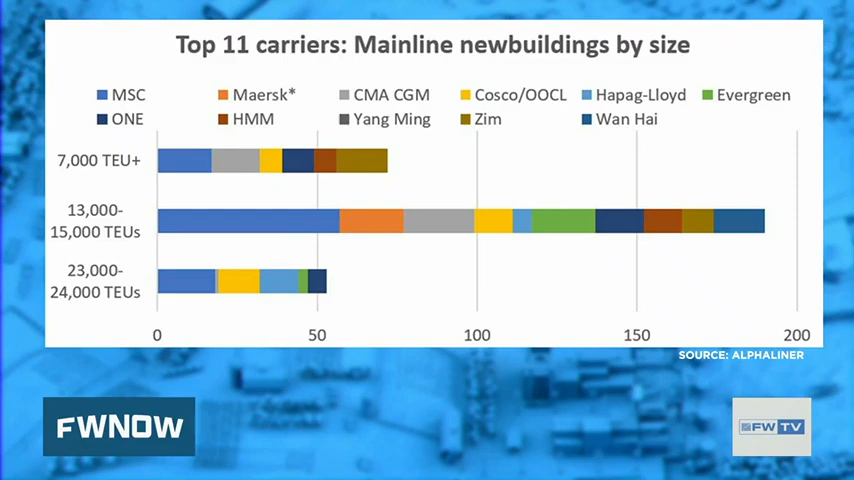 Top 11 carriers: Mainline newbuildings by size
MSC Maersk* CMA CGM Cosco/OOCL Hapag-Lloyd Evergreen
ONE HMM Yang Ming Zim Wan Hai
7,000 TEU+
13,000-
15,000 TEUs
23,000-
24,000 TEUs
0 50 100 150 200
SOURCE: ALPHALINER
FWNOW
FWTV